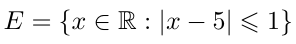 E = {x ∈ ℝ : |x − 5| ⩽ 1}